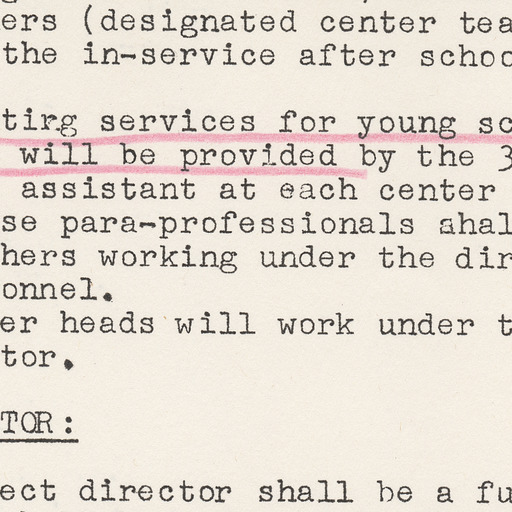 ers (designated center tea
the in-service after schoo
tirg services for young sc
will be provided by the 3
assistant at each center
se para-professionals ahal
hers working under the dir
onnel.
er heads will work under t
tor.
TOR:
ect director shall be a fu